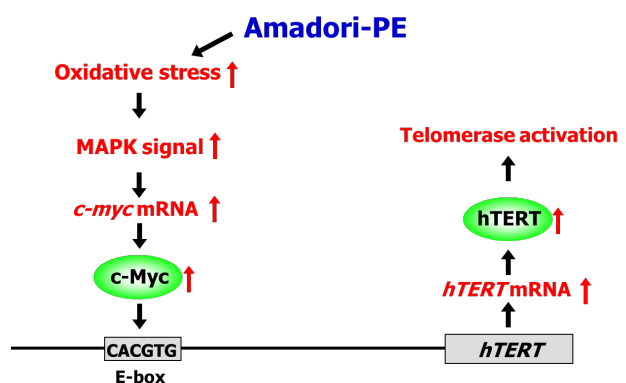 Amadori-PE
Oxidative stress
MAPK signal
c-myc mRNA
c-Myc
CACGTG
E-box
Telomerase activation
hTERT
hTERT mRNA
hTERT